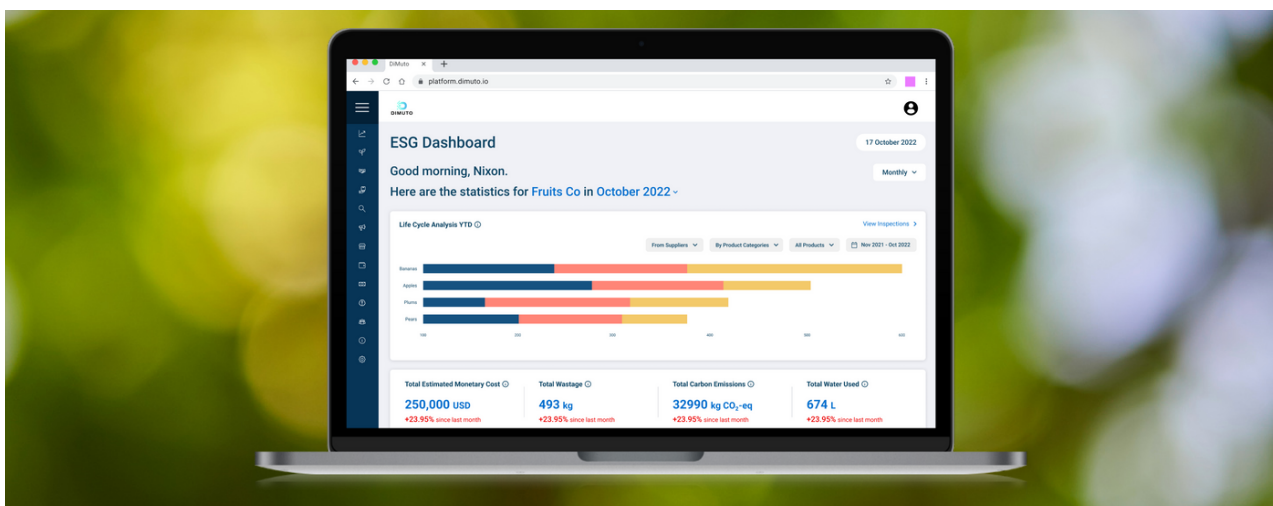 DiMuto
platform.dimuto.io
DIMUTO
ESG Dashboard
17 October 2022
Good morning, Nixon.
Monthly
Here are the statistics for Fruits Co in October 2022
Life Cycle Analysis YTD
View Inspections
From Suppliers By Product Categories All Products Nov 2021 - Oct 2022
Bananas
Apples
Plums
Pears
100 200 300 400 500 600
Total Estimated Monetary Cost Total Wastage Total Carbon Emissions Total Water Used
250,000 USD 493 kg 32990 kg CO₂-eq 674 L
+23.95% since last month +23.95% since last month +23.95% since last month +23.95% since last month